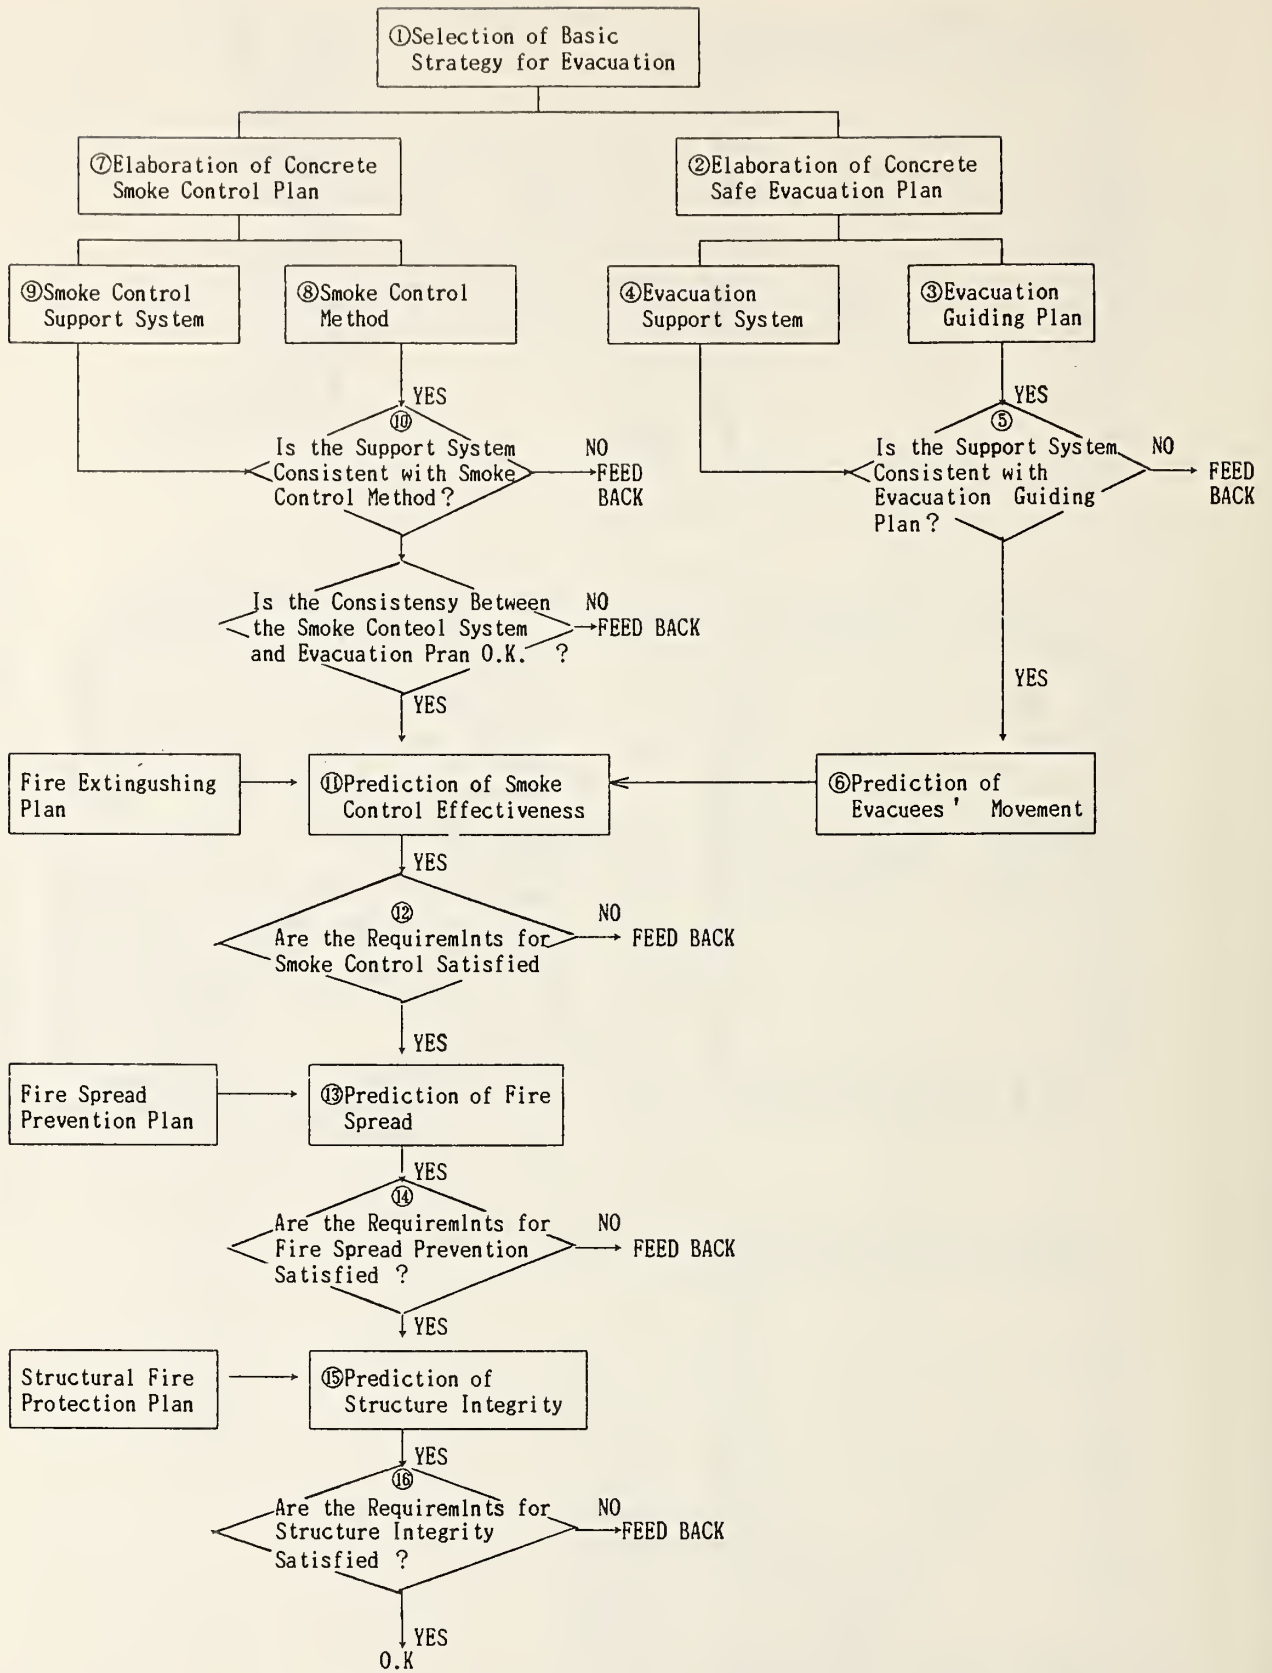 ①Selection of Basic
Strategy for Evacuation
⑦Elaboration of Concrete
Smoke Control Plan
②Elaboration of Concrete
Safe Evacuation Plan
⑨Smoke Control
Support System
⑧Smoke Control
Method
④Evacuation
Support System
③Evacuation
Guiding Plan
YES
⑩
Is the Support System
Consistent with Smoke
Control Method?
NO
FEED
BACK
YES
⑤
Is the Support System
Consistent with
Evacuation Guiding
Plan?
NO
FEED
BACK
Is the Consistensy Between
the Smoke Conteol System
and Evacuation Pran O.K. ?
NO
FEED BACK
YES
YES
Fire Extingushing
Plan
⑪Prediction of Smoke
Control Effectiveness
⑥Prediction of
Evacuees' Movement
YES
⑫
Are the Requiremlnts for
Smoke Control Satisfied
NO
FEED BACK
YES
Fire Spread
Prevention Plan
⑬Prediction of Fire
Spread
YES
⑭
Are the Requiremlnts for
Fire Spread Prevention
Satisfied ?
NO
FEED BACK
YES
Structural Fire
Protection Plan
⑮Prediction of
Structure Integrity
YES
⑯
Are the Requiremlnts for
Structure Integrity
Satisfied ?
NO
FEED BACK
YES
O.K